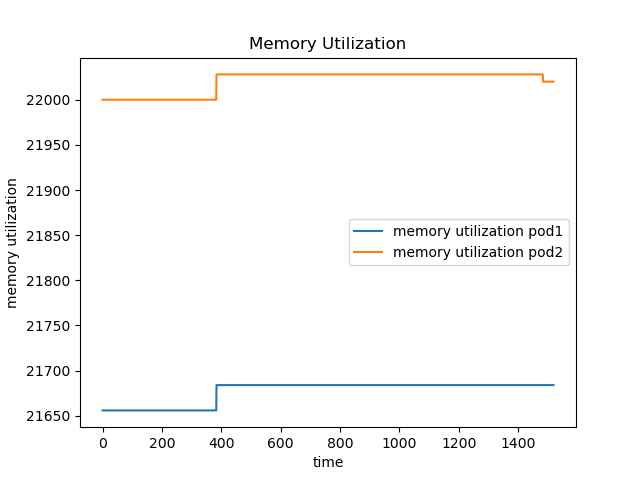 Memory Utilization
memory utilization
22000
21950
21900
21850
21800
21750
21700
21650
memory utilization pod1
memory utilization pod2
0 200 400 600 800 1000 1200 1400
time